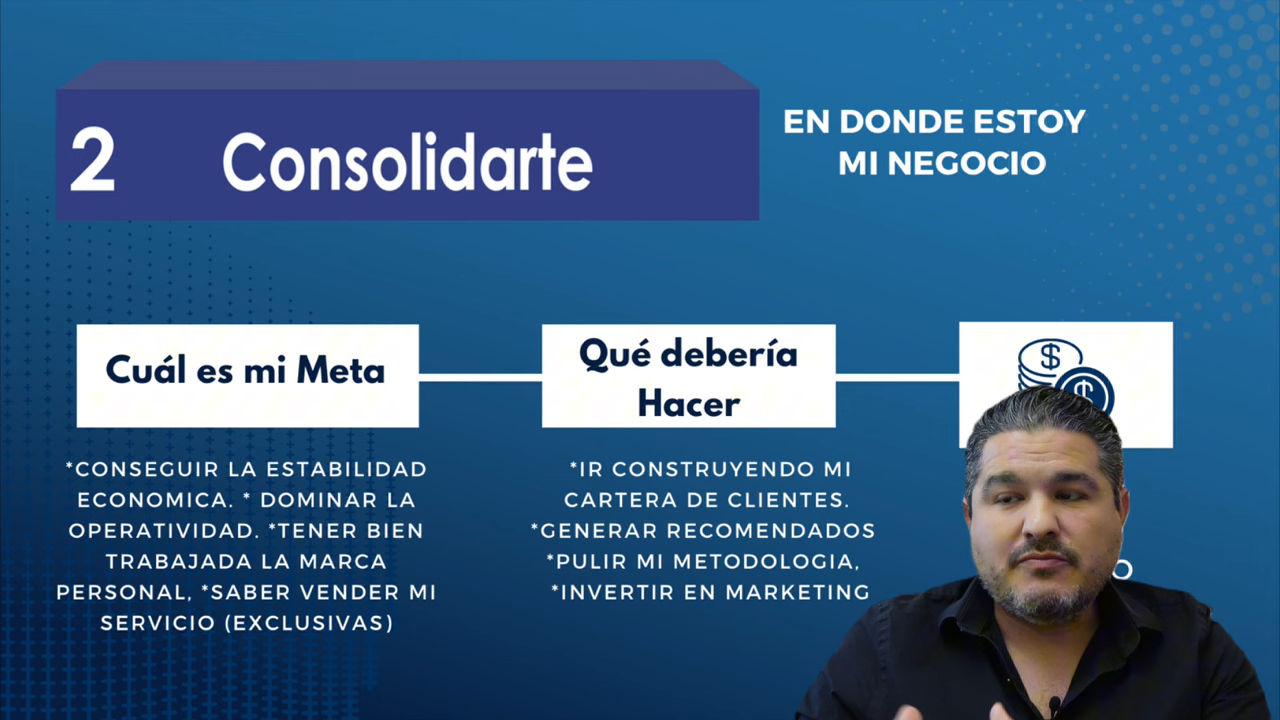 2 Consolidarte
EN DONDE ESTOY
MI NEGOCIO
Cuál es mi Meta
Qué debería
Hacer
$
*CONSEGUIR LA ESTABILIDAD
ECONOMICA. * DOMINAR LA
OPERATIVIDAD. *TENER BIEN
TRABAJADA LA MARCA
PERSONAL, *SABER VENDER MI
SERVICIO (EXCLUSIVAS)
*IR CONSTRUYENDO MI
CARTERA DE CLIENTES.
*GENERAR RECOMENDADOS
*PULIR MI METODOLOGIA,
*INVERTIR EN MARKETING